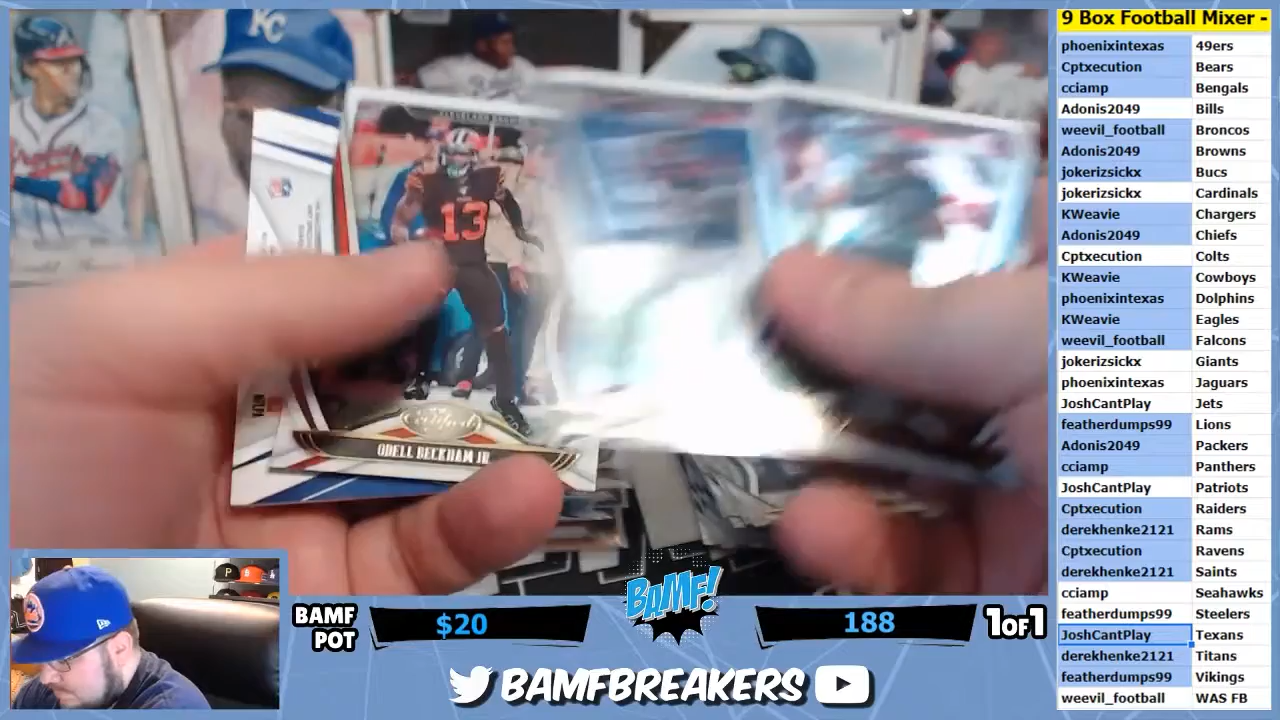 9 Box Football Mixer -
phoenixintexas 49ers
Cptxecution Bears
cciamp Bengals
Adonis2049 Bills
weevil_football Broncos
Adonis2049 Browns
jokerizsickx Bucs
jokerizsickx Cardinals
KWeavie Chargers
Adonis2049 Chiefs
Cptxecution Colts
KWeavie Cowboys
phoenixintexas Dolphins
KWeavie Eagles
weevil_football Falcons
jokerizsickx Giants
phoenixintexas Jaguars
JoshCantPlay Jets
featherdumps99 Lions
Adonis2049 Packers
cciamp Panthers
JoshCantPlay Patriots
Cptxecution Raiders
derekhenke2121 Rams
Cptxecution Ravens
derekhenke2121 Saints
cciamp Seahawks
featherdumps99 Steelers
JoshCantPlay Texans
derekhenke2121 Titans
featherdumps99 Vikings
weevil_football WAS FB
KC
13
Certified
ODELL BECKHAM JR
BAMF POT
$20
BAMF!
188
1OF1
BAMFBREAKERS
P